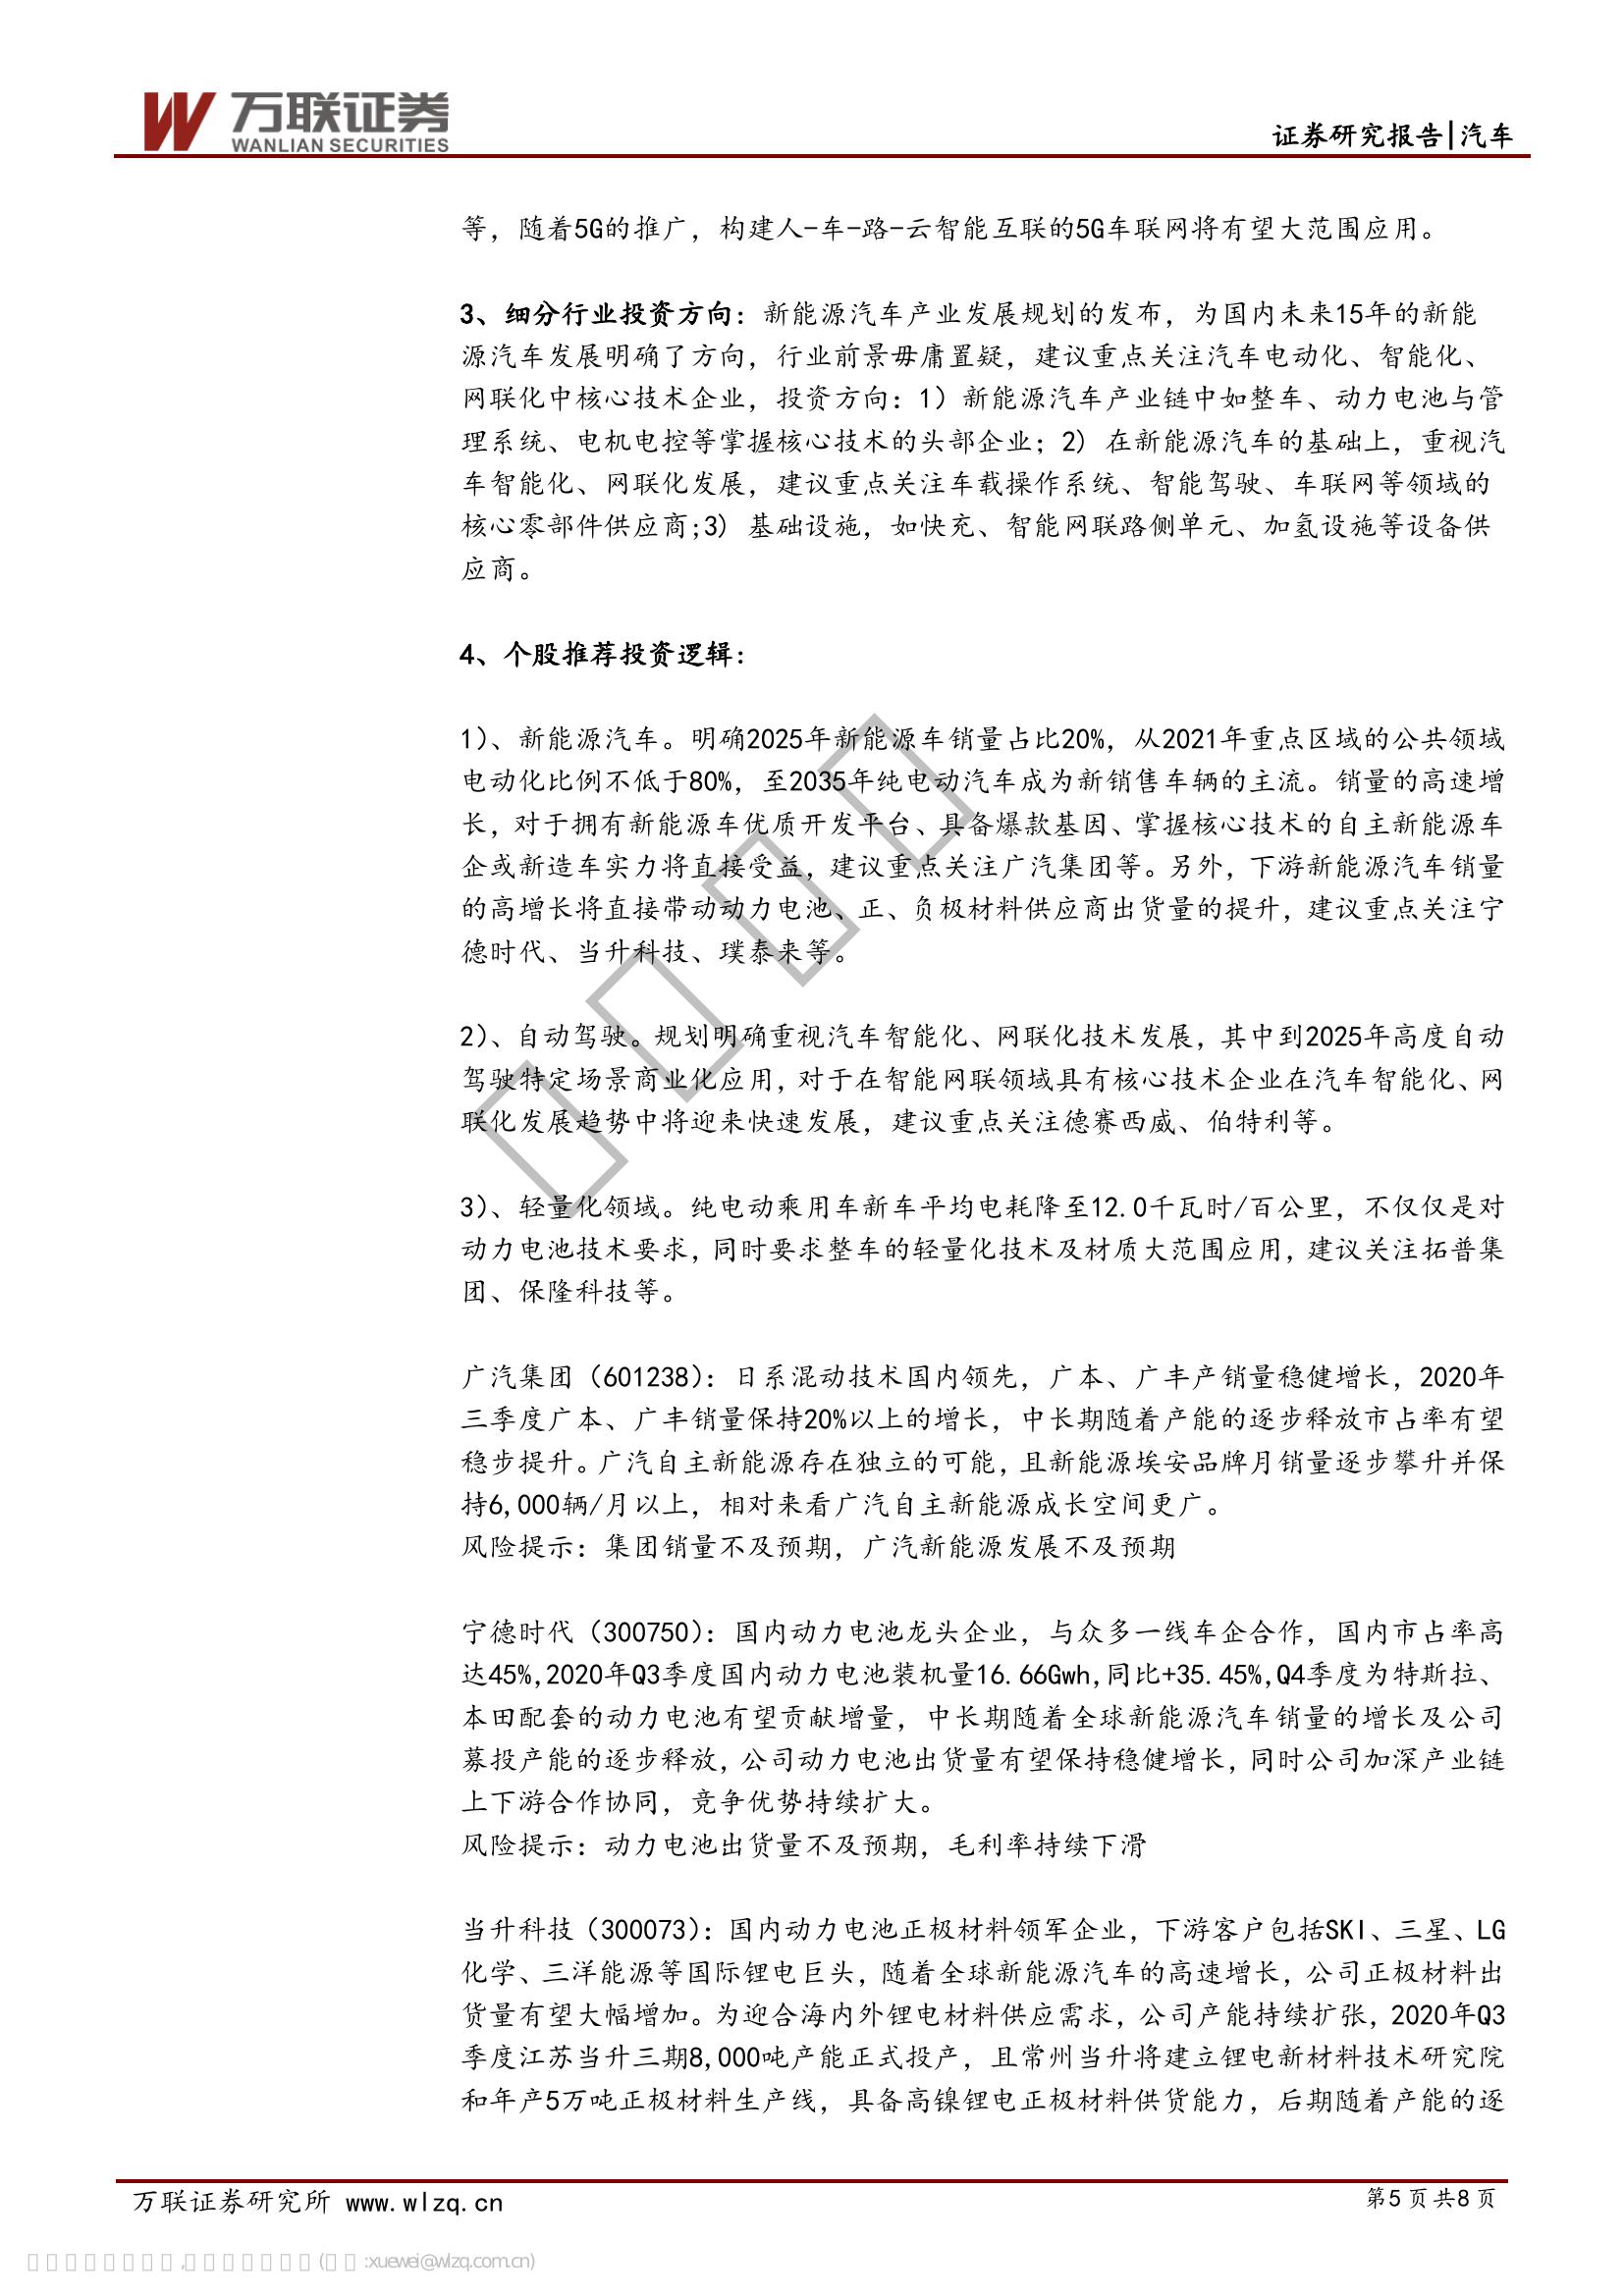 万联证券
WANLIAN SECURITIES
证券研究报告|汽车
等，随着5G的推广，构建人-车-路-云智能互联的5G车联网将有望大范围应用。
3、细分行业投资方向：新能源汽车产业发展规划的发布，为国内未来15年的新能
源汽车发展明确了方向，行业前景毋庸置疑，建议重点关注汽车电动化、智能化、
网联化中核心技术企业，投资方向：1）新能源汽车产业链中如整车、动力电池与管
理系统、电机电控等掌握核心技术的头部企业；2) 在新能源汽车的基础上，重视汽
车智能化、网联化发展，建议重点关注车载操作系统、智能驾驶、车联网等领域的
核心零部件供应商;3) 基础设施，如快充、智能网联路侧单元、加氢设施等设备供
应商。
4、个股推荐投资逻辑：
1)、新能源汽车。明确2025年新能源车销量占比20%，从2021年重点区域的公共领域
电动化比例不低于80%，至2035年纯电动汽车成为新销售车辆的主流。销量的高速增
长，对于拥有新能源车优质开发平台、具备爆款基因、掌握核心技术的自主新能源车
企或新造车实力将直接受益，建议重点关注广汽集团等。另外，下游新能源汽车销量
的高增长将直接带动动力电池、正、负极材料供应商出货量的提升，建议重点关注宁
德时代、当升科技、璞泰来等。
2)、自动驾驶。规划明确重视汽车智能化、网联化技术发展，其中到2025年高度自动
驾驶特定场景商业化应用，对于在智能网联领域具有核心技术企业在汽车智能化、网
联化发展趋势中将迎来快速发展，建议重点关注德赛西威、伯特利等。
3)、轻量化领域。纯电动乘用车新车平均电耗降至12.0千瓦时/百公里，不仅仅是对
动力电池技术要求，同时要求整车的轻量化技术及材质大范围应用，建议关注拓普集
团、保隆科技等。
广汽集团（601238）：日系混动技术国内领先，广本、广丰产销量稳健增长，2020年
三季度广本、广丰销量保持20%以上的增长，中长期随着产能的逐步释放市占率有望
稳步提升。广汽自主新能源存在独立的可能，且新能源埃安品牌月销量逐步攀升并保
持6,000辆/月以上，相对来看广汽自主新能源成长空间更广。
风险提示：集团销量不及预期，广汽新能源发展不及预期
宁德时代（300750）：国内动力电池龙头企业，与众多一线车企合作，国内市占率高
达45%,2020年Q3季度国内动力电池装机量16.66Gwh,同比+35.45%,Q4季度为特斯拉、
本田配套的动力电池有望贡献增量，中长期随着全球新能源汽车销量的增长及公司
募投产能的逐步释放，公司动力电池出货量有望保持稳健增长，同时公司加深产业链
上下游合作协同，竞争优势持续扩大。
风险提示：动力电池出货量不及预期，毛利率持续下滑
当升科技（300073）：国内动力电池正极材料领军企业，下游客户包括SKI、三星、LG
化学、三洋能源等国际锂电巨头，随着全球新能源汽车的高速增长，公司正极材料出
货量有望大幅增加。为迎合海内外锂电材料供应需求，公司产能持续扩张，2020年Q3
季度江苏当升三期8,000吨产能正式投产，且常州当升将建立锂电新材料技术研究院
和年产5万吨正极材料生产线，具备高镍锂电正极材料供货能力，后期随着产能的逐
万联证券研究所 www.wlzq.cn
第5页共8页
:xuewei@wlzq.com.cn)